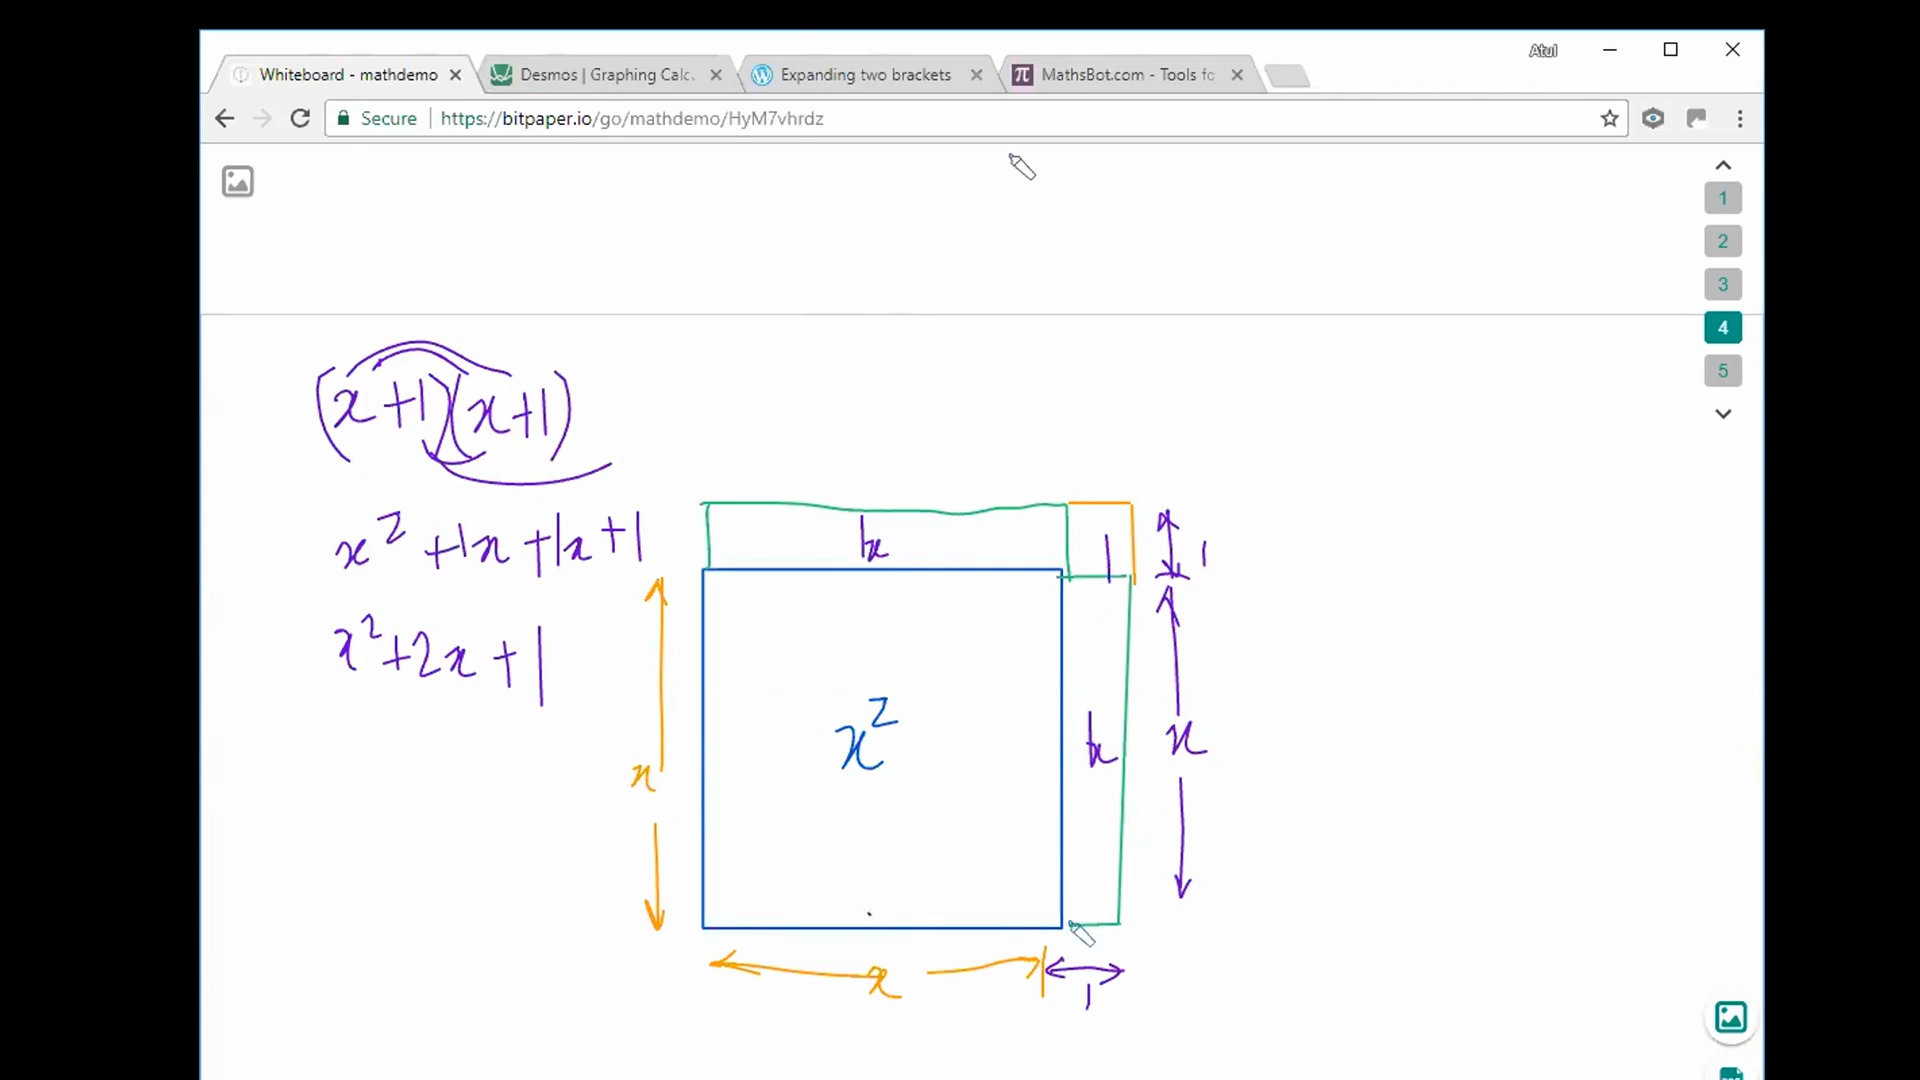 Atul
Whiteboard - mathdemo
Desmos | Graphing Calc
Expanding two brackets
MathsBot.com - Tools fo
Secure
https://bitpaper.io/go/mathdemo/HyM7vhrdz
1
2
3
4
5
(x+1)(x+1)
x² +1x +1x +1
x²+2x +1
1x
1
1
x
x²
1x
x
x
1